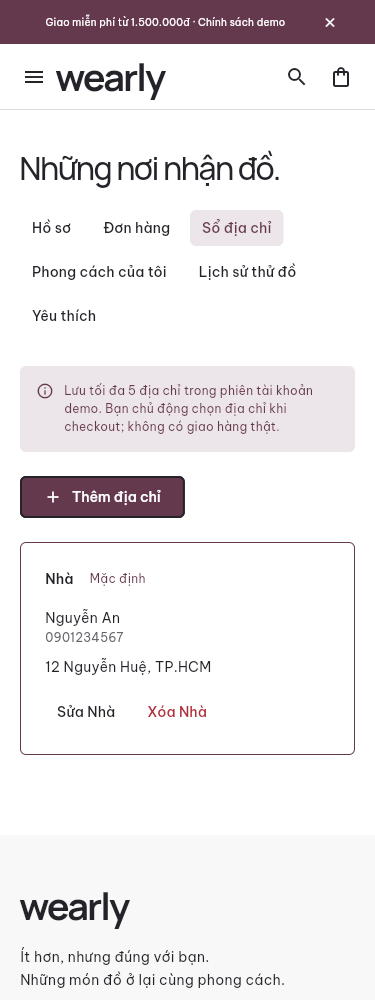 Giao miễn phí từ 1.500.000đ · Chính sách demo
wearly
Những nơi nhận đồ.
Hồ sơ Đơn hàng Sổ địa chỉ
Phong cách của tôi Lịch sử thử đồ
Yêu thích
Lưu tối đa 5 địa chỉ trong phiên tài khoản
demo. Bạn chủ động chọn địa chỉ khi
checkout; không có giao hàng thật.
Thêm địa chỉ
Nhà Mặc định
Nguyễn An
0901234567
12 Nguyễn Huệ, TP.HCM
Sửa Nhà Xóa Nhà
wearly
Ít hơn, nhưng đúng với bạn.
Những món đồ ở lại cùng phong cách.